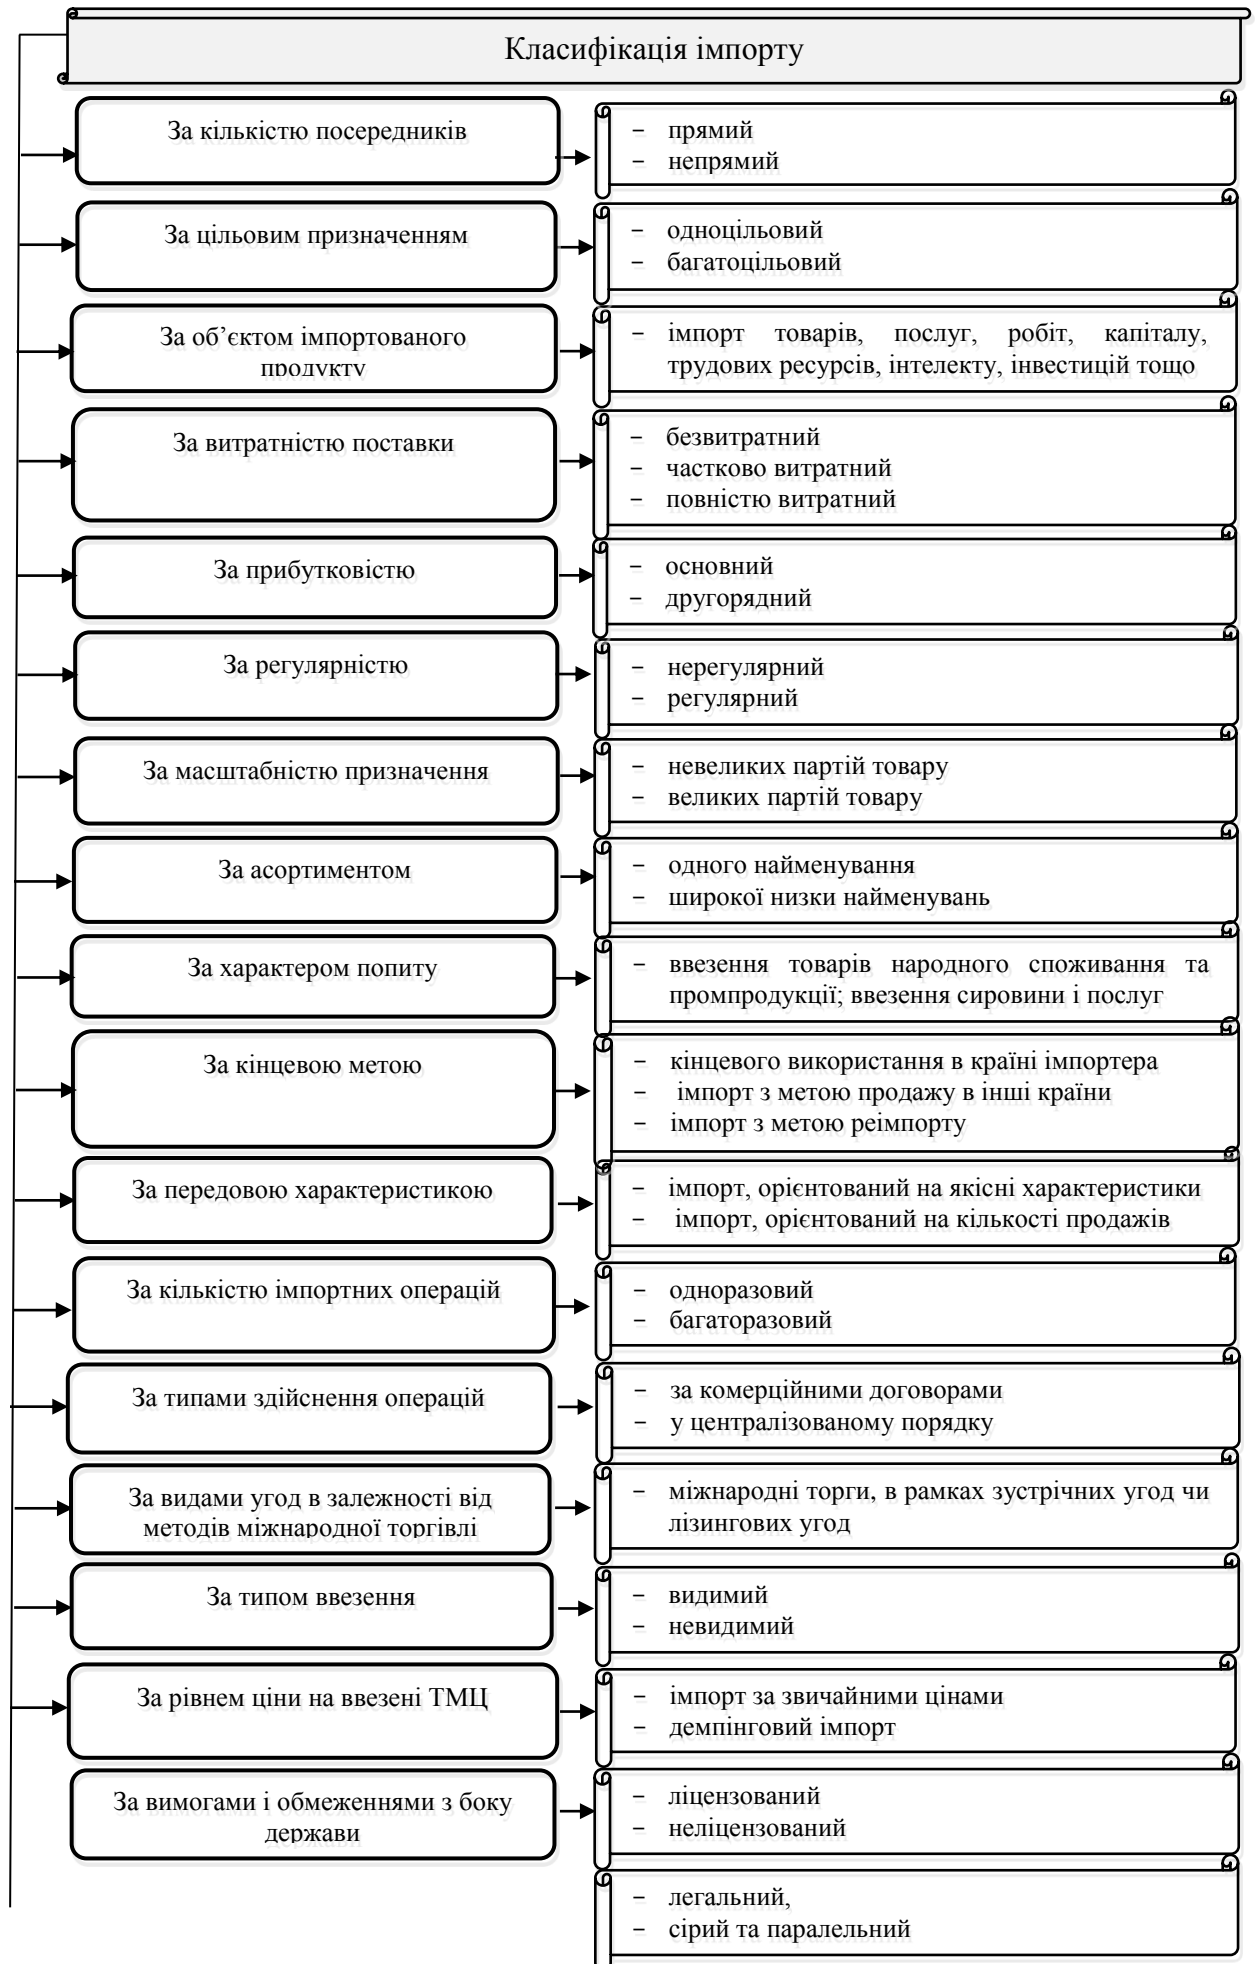 Класифікація імпорту
За кількістю посередників
− прямий
− непрямий
За цільовим призначенням
− одноцільовий
− багатоцільовий
За об’єктом імпортованого
продукту
− імпорт товарів, послуг, робіт, капіталу,
трудових ресурсів, інтелекту, інвестицій тощо
За витратністю поставки
− безвитратний
− частково витратний
− повністю витратний
За прибутковістю
− основний
− другорядний
За регулярністю
− нерегулярний
− регулярний
За масштабністю призначення
− невеликих партій товару
− великих партій товару
За асортиментом
− одного найменування
− широкої низки найменувань
За характером попиту
− ввезення товарів народного споживання та
промпродукції; ввезення сировини і послуг
За кінцевою метою
− кінцевого використання в країні імпортера
− імпорт з метою продажу в інші країни
− імпорт з метою реімпорту
За передовою характеристикою
− імпорт, орієнтований на якісні характеристики
− імпорт, орієнтований на кількості продажів
За кількістю імпортних операцій
− одноразовий
− багаторазовий
За типами здійснення операцій
− за комерційними договорами
− у централізованому порядку
За видами угод в залежності від
методів міжнародної торгівлі
− міжнародні торги, в рамках зустрічних угод чи
лізингових угод
За типом ввезення
− видимий
− невидимий
За рівнем ціни на ввезені ТМЦ
− імпорт за звичайними цінами
− демпінговий імпорт
За вимогами і обмеженнями з боку
держави
− ліцензований
− неліцензований
− легальний,
− сірий та паралельний